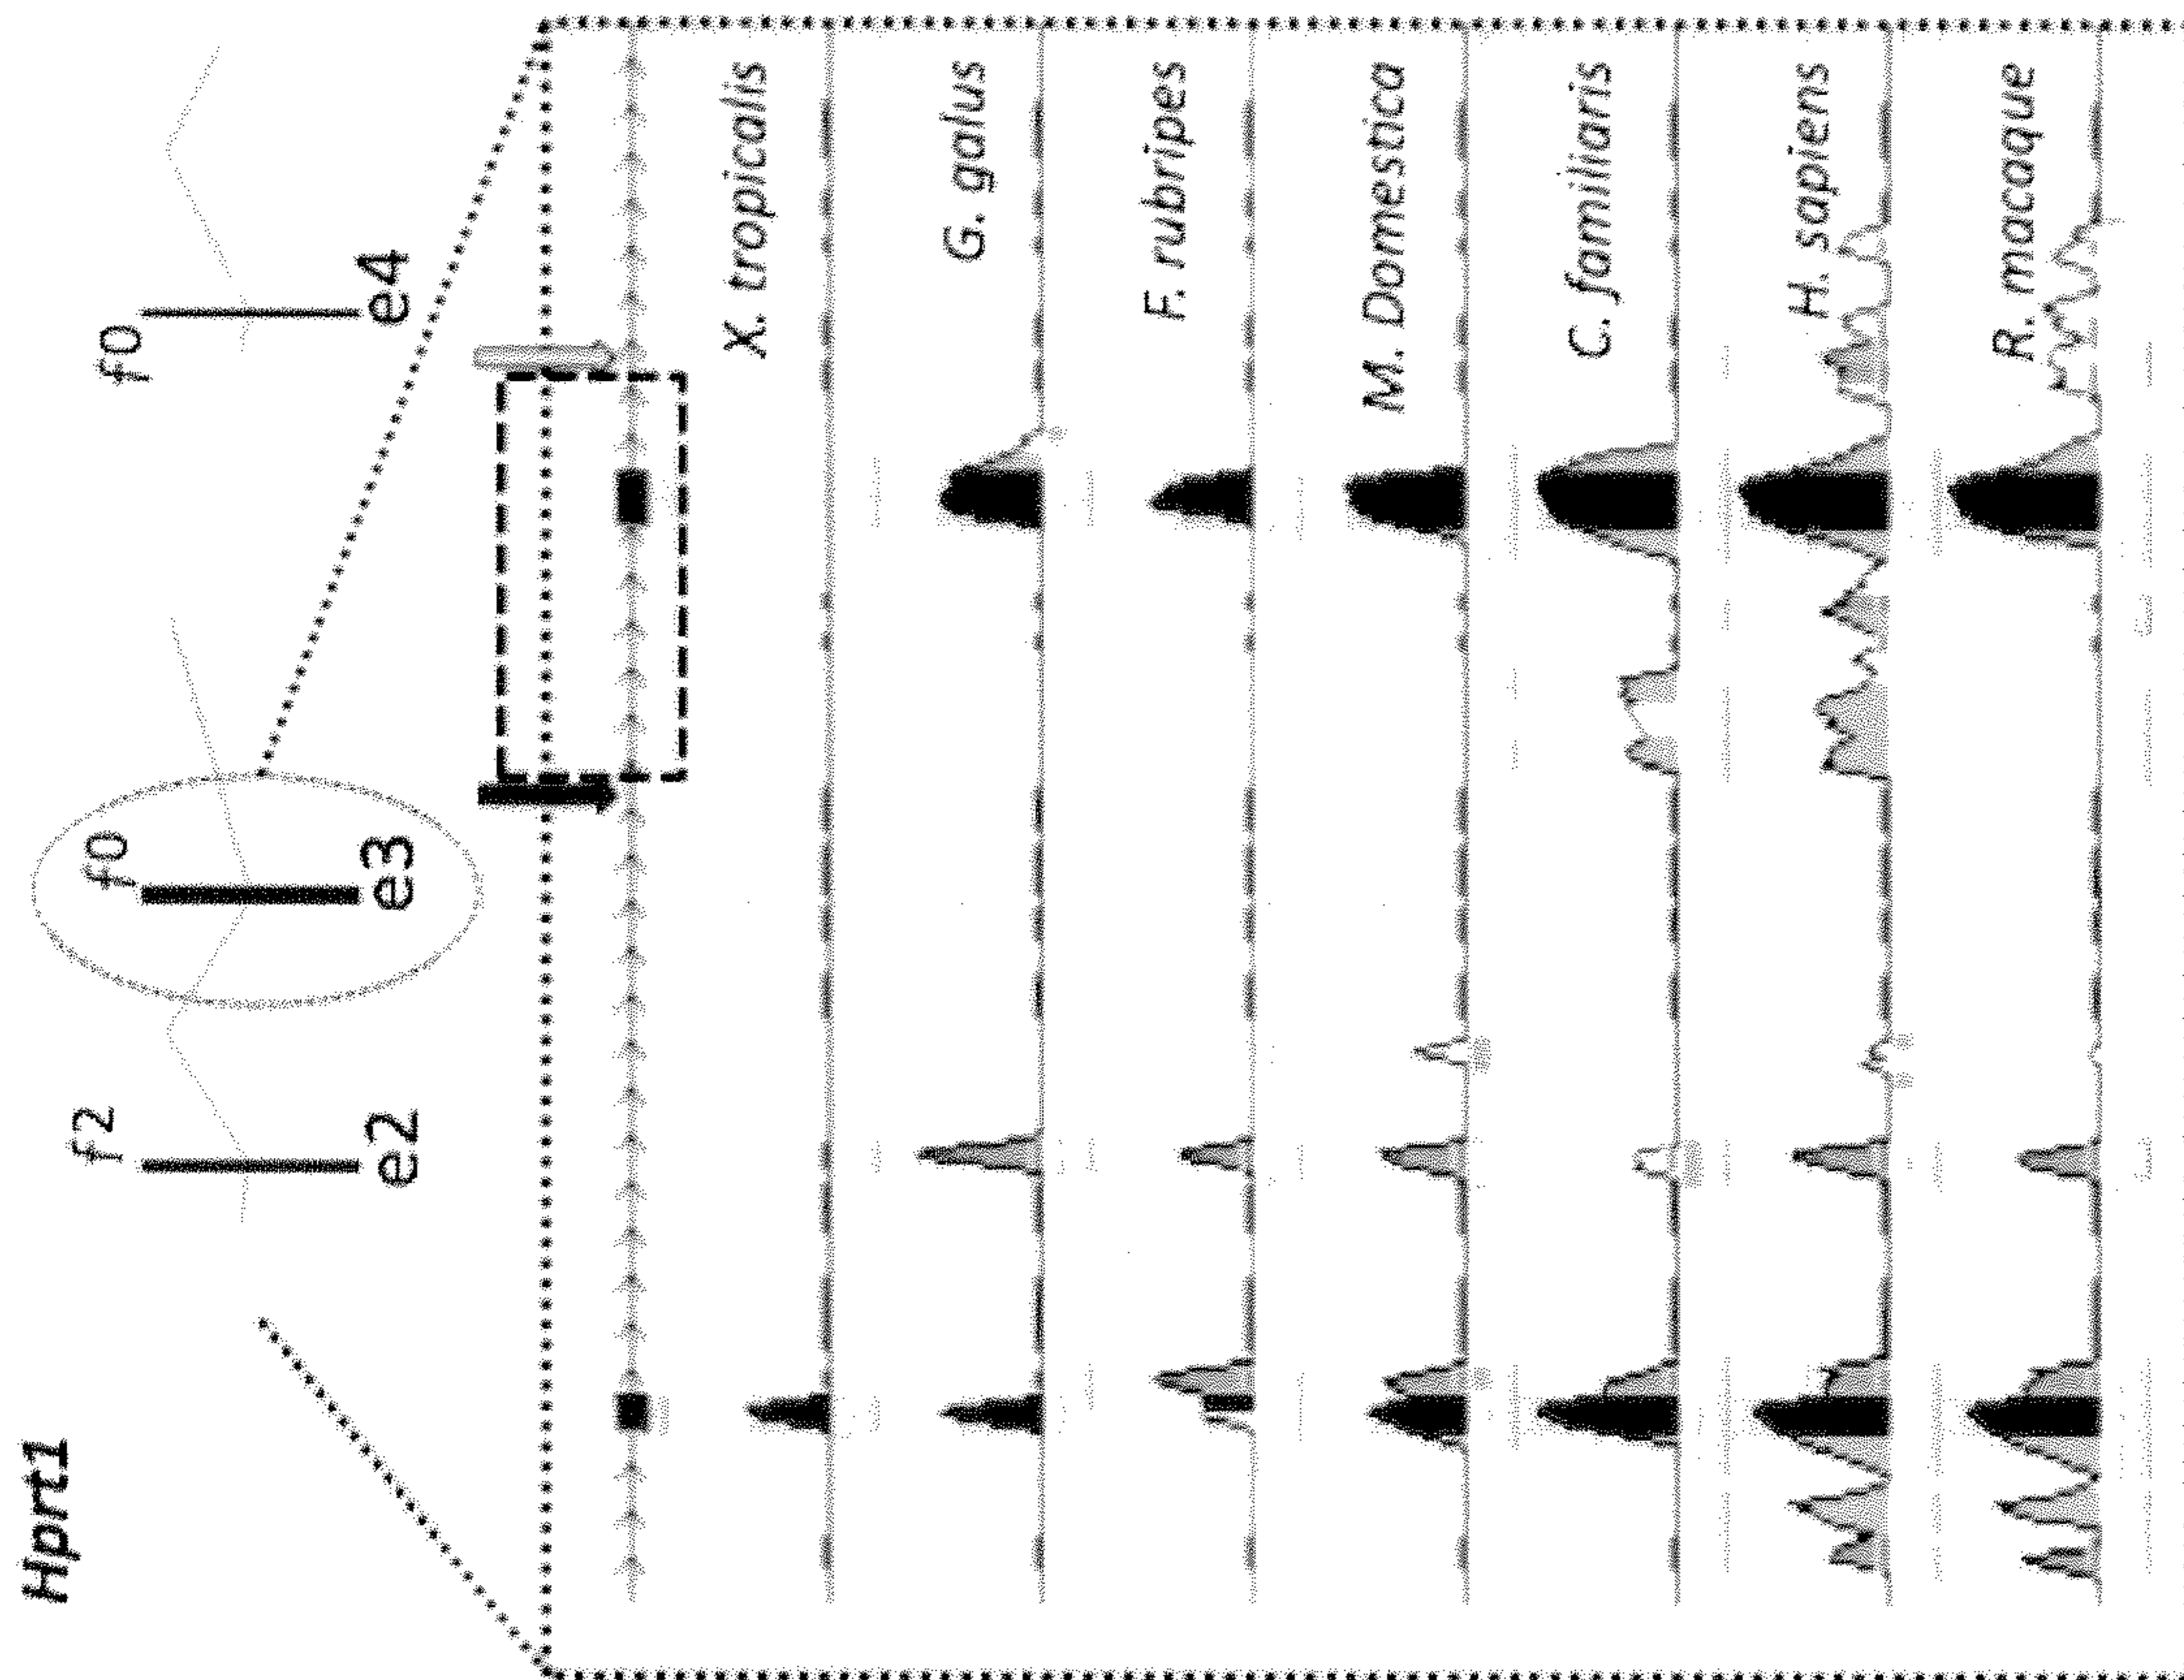 Hprt1
f2
f0
f0
e2
e3
e4
X. tropicalis
G. galus
F. rubripes
M. Domestica
C. familiaris
H. sapiens
R. macaque